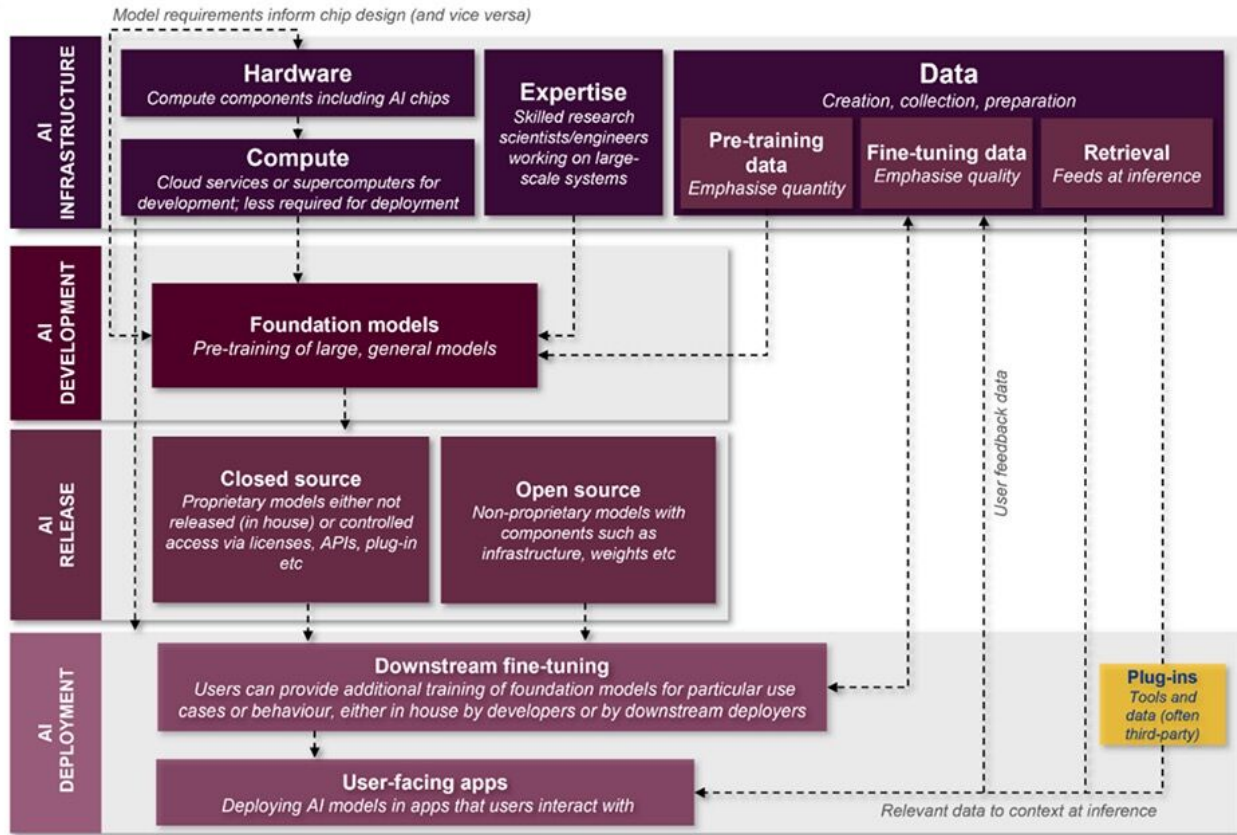 Model requirements inform chip design (and vice versa)
AI
INFRASTRUCTURE
Hardware
Compute components including AI chips
Compute
Cloud services or supercomputers for
development; less required for deployment
Expertise
Skilled research
scientists/engineers
working on large-
scale systems
Data
Creation, collection, preparation
Pre-training
data
Emphasise quantity
Fine-tuning data
Emphasise quality
Retrieval
Feeds at inference
AI
DEVELOPMENT
Foundation models
Pre-training of large, general models
AI
RELEASE
Closed source
Proprietary models either not
released (in house) or controlled
access via licenses, APIs, plug-in
etc
Open source
Non-proprietary models with
components such as
infrastructure, weights etc
User feedback data
AI
DEPLOYMENT
Downstream fine-tuning
Users can provide additional training of foundation models for particular use
cases or behaviour, either in house by developers or by downstream deployers
Plug-ins
Tools and
data (often
third-party)
User-facing apps
Deploying AI models in apps that users interact with
Relevant data to context at inference